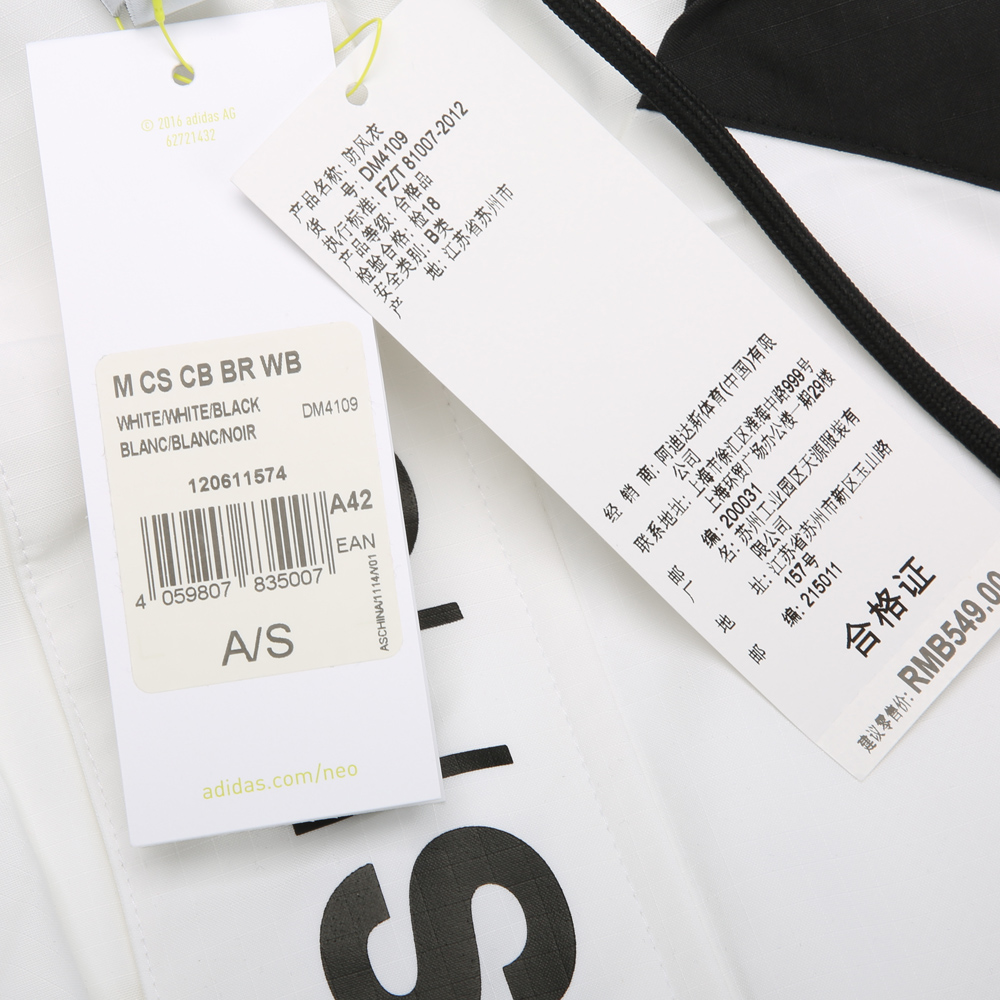 © 2016 adidas AG
62721432
M CS CB BR WB
WHITE/WHITE/BLACK
DM4109
BLANC/BLANC/NOIR
120611574
A42
EAN
4 059807 835007
ASCHINA/1114/V01
A/S
adidas.com/neo
产品名称: 防风衣
货 号: DM4109
执行标准: FZ/T 81007-2012
产品等级: 合格品
检验合格: 检18
安全类别: B类
产 地: 江苏省苏州市
经 销 商: 阿迪达斯体育(中国)有限
公司
联系地址: 上海市徐汇区淮海中路999号
上海环贸广场办公楼一期29楼
邮 编: 200031
厂 名: 苏州工业园区天源服装有
限公司
地 址: 江苏省苏州市新区玉山路
157号
邮 编: 215011
合格证
建议零售价: RMB549.00
S